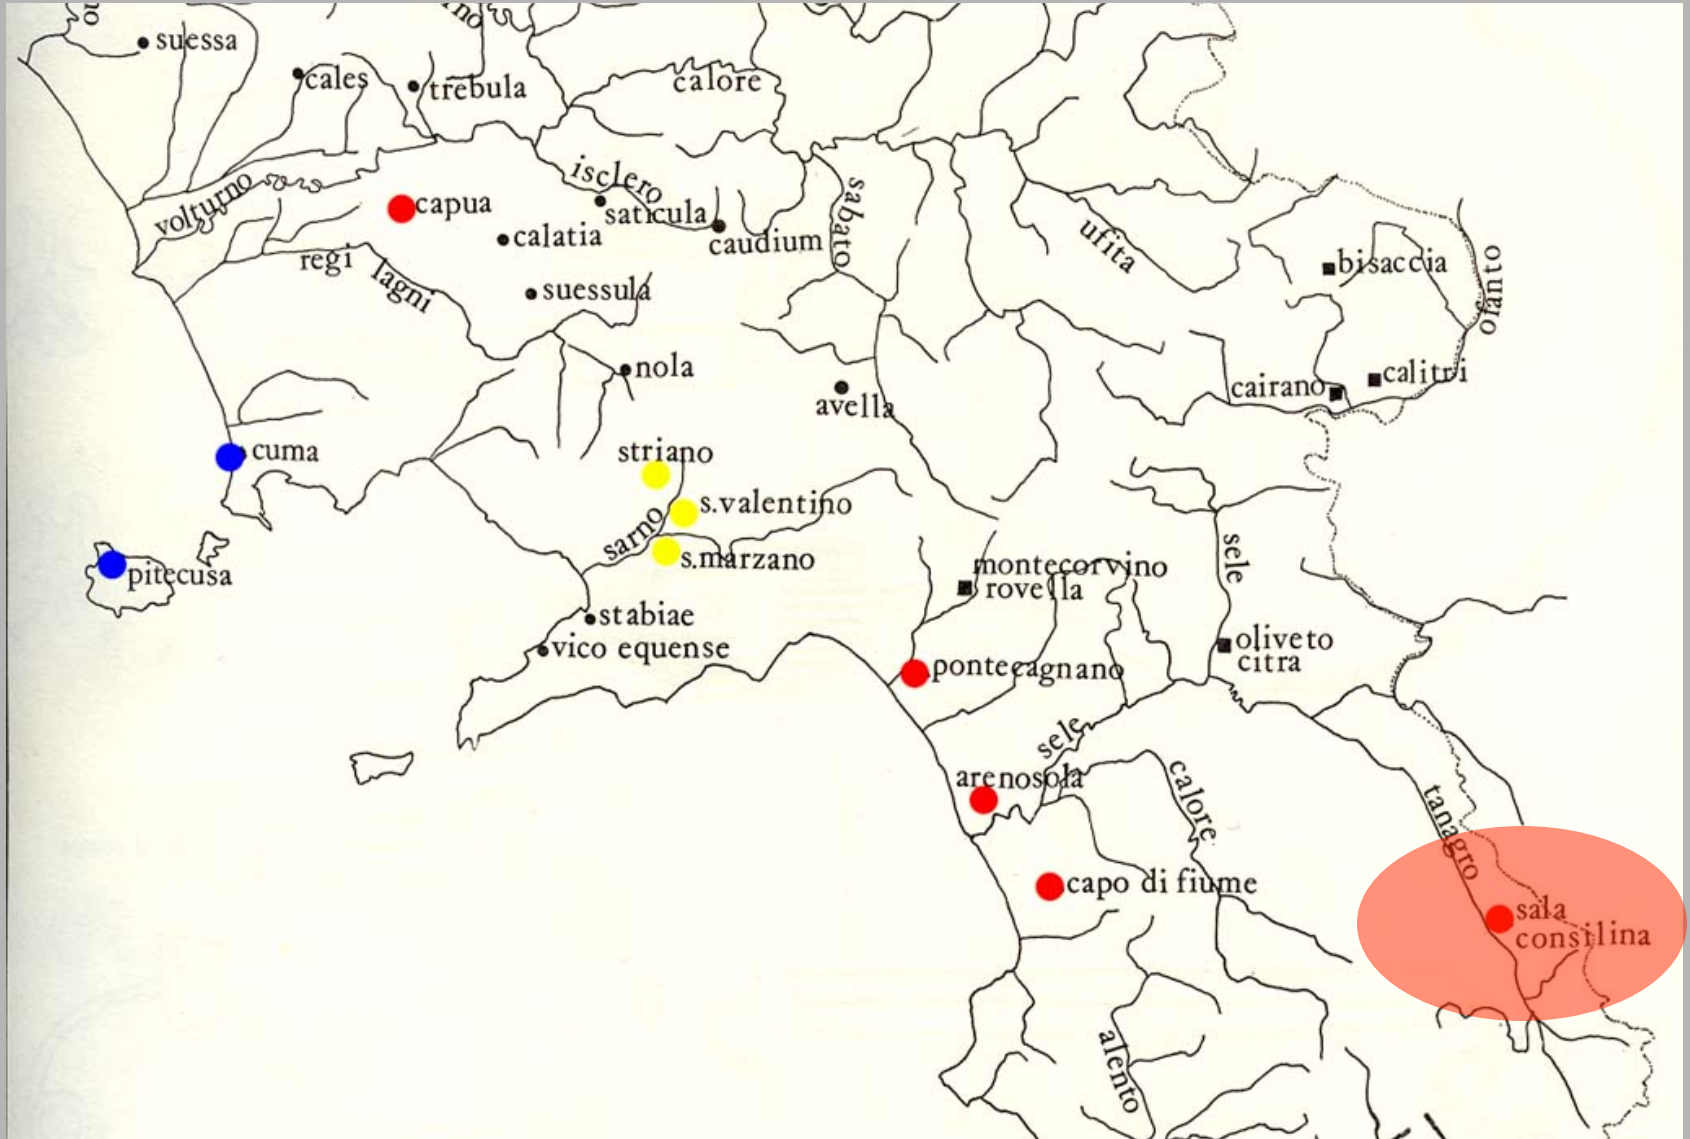 suessa
cales
trebula
calore
volturno
capua
isclero
saticula
calatia
caudium
sabato
regi lagni
suessula
ufita
bisaccia
ofanto
nola
avella
cairano
calitri
cuma
striano
s.valentino
sarno
s.marzano
pitecusa
stabiae
vico equense
montecorvino
rovella
sele
oliveto
citra
pontecagnano
sele
arenosola
calore
tanagro
capo di fiume
sala
consilina
alento